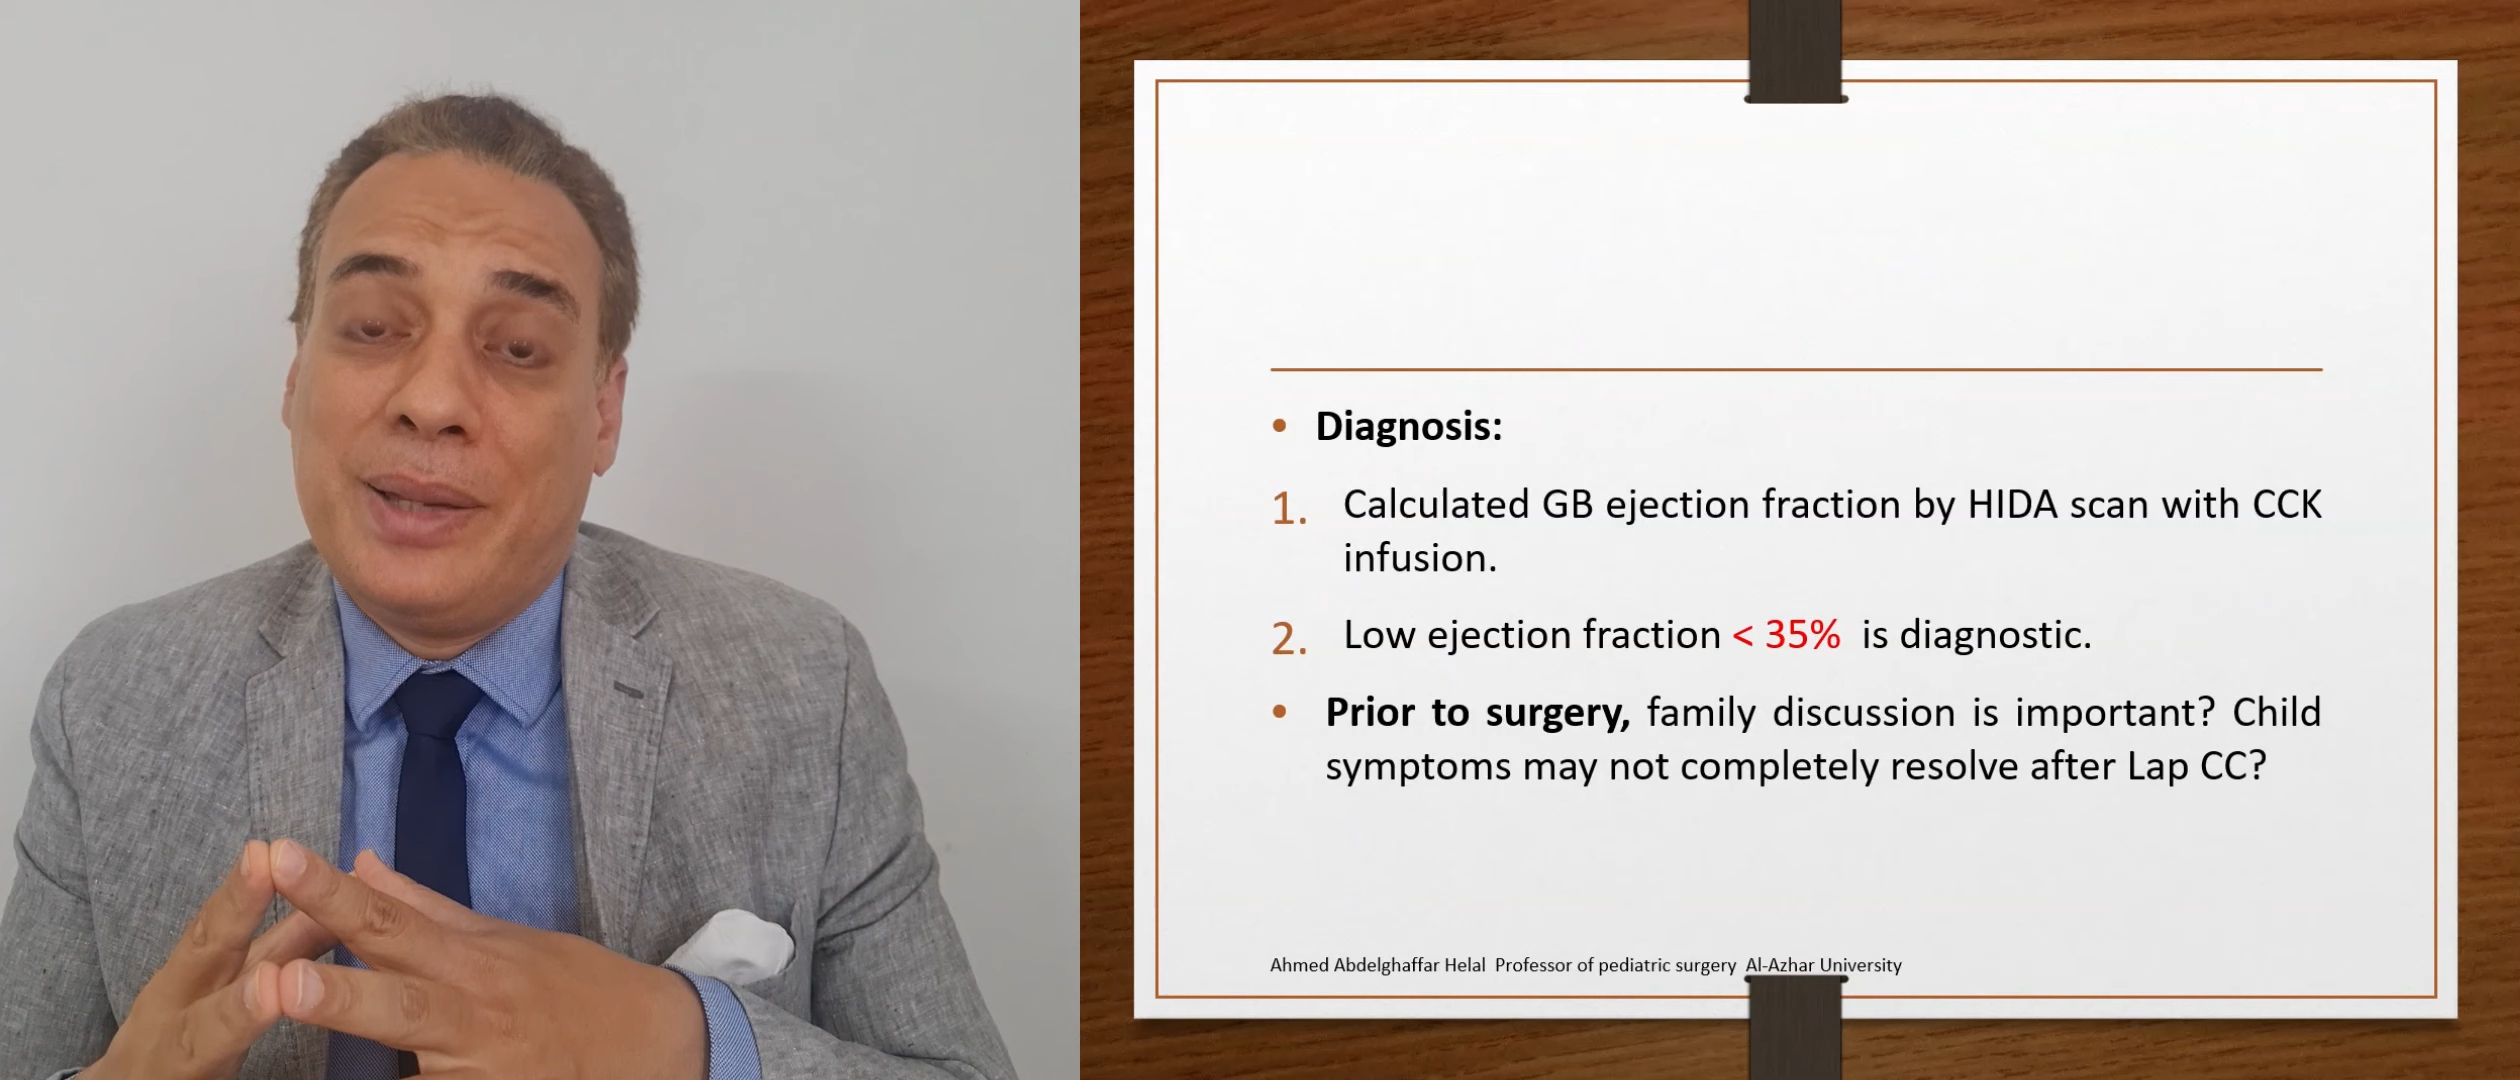 • Diagnosis:
1. Calculated GB ejection fraction by HIDA scan with CCK
infusion.
2. Low ejection fraction < 35% is diagnostic.
• Prior to surgery, family discussion is important? Child
symptoms may not completely resolve after Lap CC?
Ahmed Abdelghaffar Helal Professor of pediatric surgery Al-Azhar University